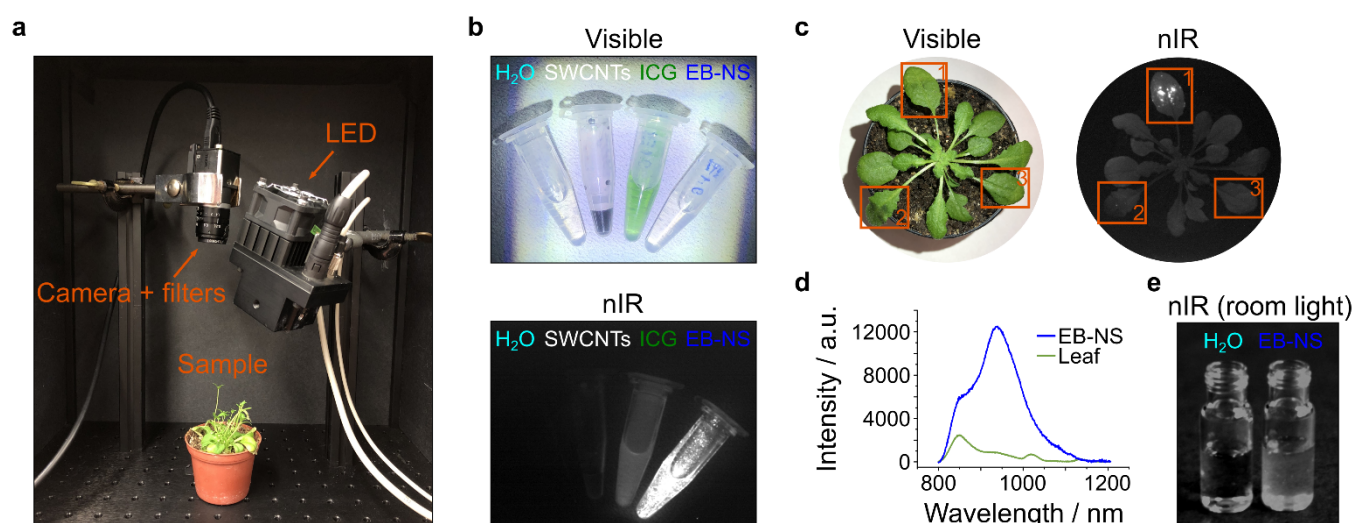 a
LED
Camera + filters
Sample
b
Visible
H₂O SWCNTs ICG EB-NS
nIR
H₂O SWCNTs ICG EB-NS
c
Visible
nIR
1
2
3
1
2
3
d
Intensity / a.u.
12000
8000
4000
0
EB-NS
Leaf
800 1000 1200
Wavelength / nm
e
nIR (room light)
H₂O EB-NS